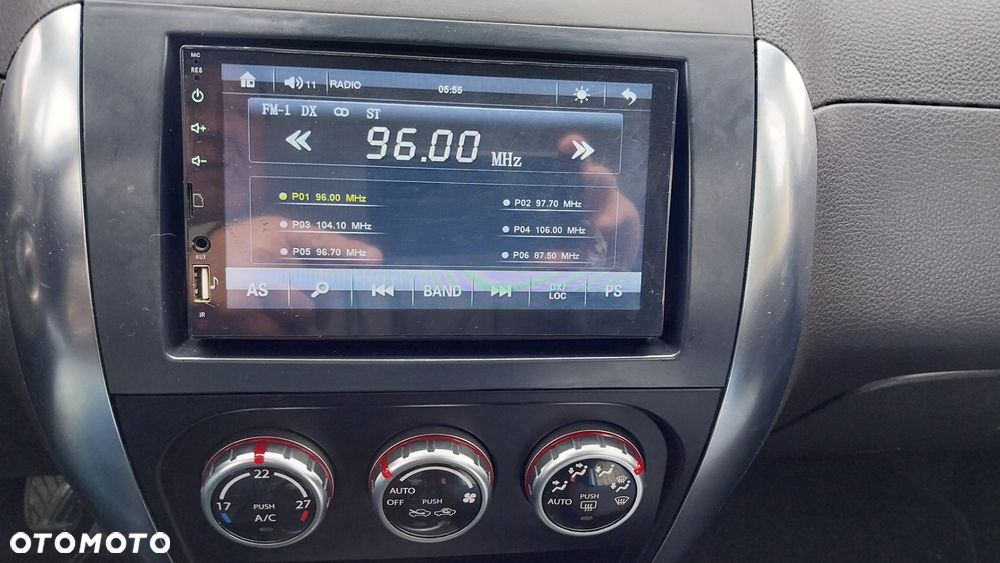 MIC
RES
11 RADIO 05:55
FM-1 DX ST
96.00 MHz
P01 96.00 MHz
P02 97.70 MHz
P03 104.10 MHz
P04 106.00 MHz
P05 96.70 MHz
P06 87.50 MHz
AUX
IR
AS BAND DX/
LOC PS
22
17 PUSH 27
A/C
AUTO
OFF PUSH
AUTO PUSH
OTOMOTO